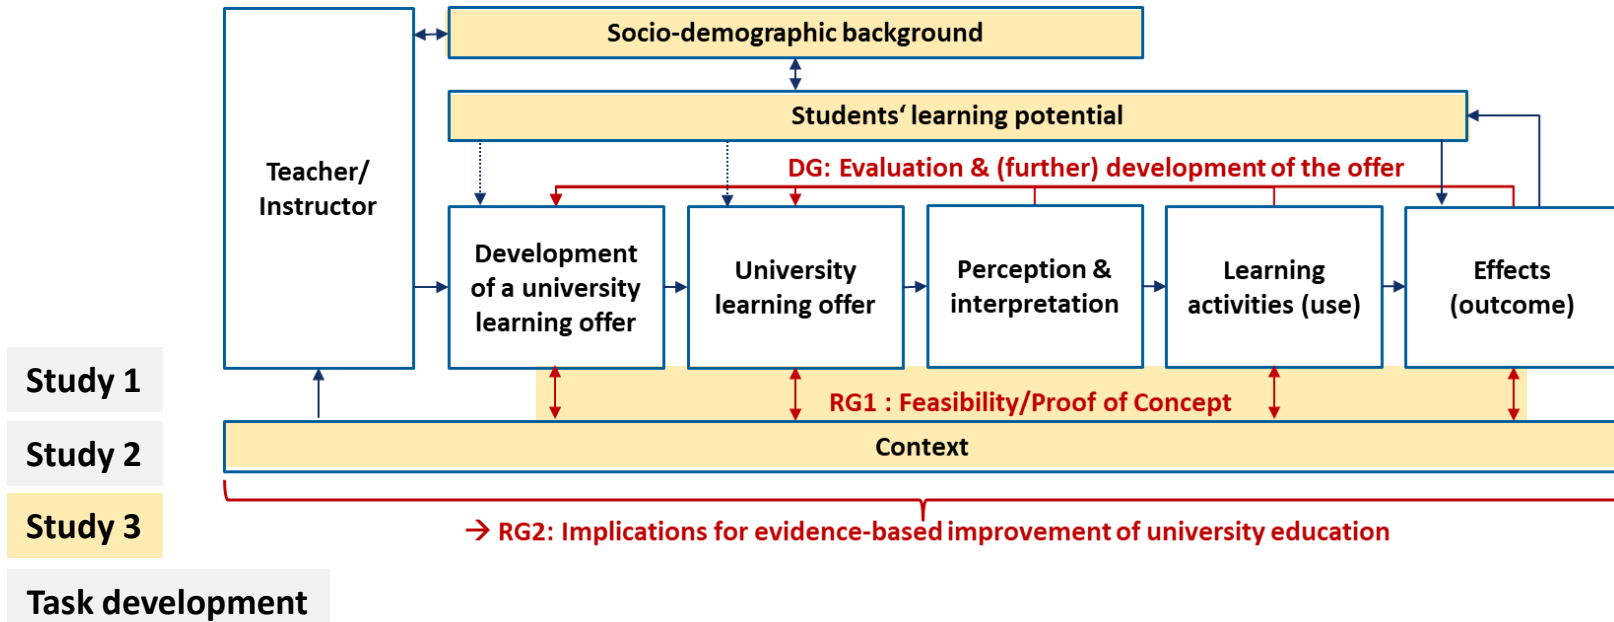 Socio-demographic background
Students‘ learning potential
DG: Evaluation & (further) development of the offer
Teacher/
Instructor
Development
of a university
learning offer
University
learning offer
Perception &
interpretation
Learning
activities (use)
Effects
(outcome)
Study 1
RG1 : Feasibility/Proof of Concept
Study 2
Context
Study 3
→ RG2: Implications for evidence-based improvement of university education
Task development